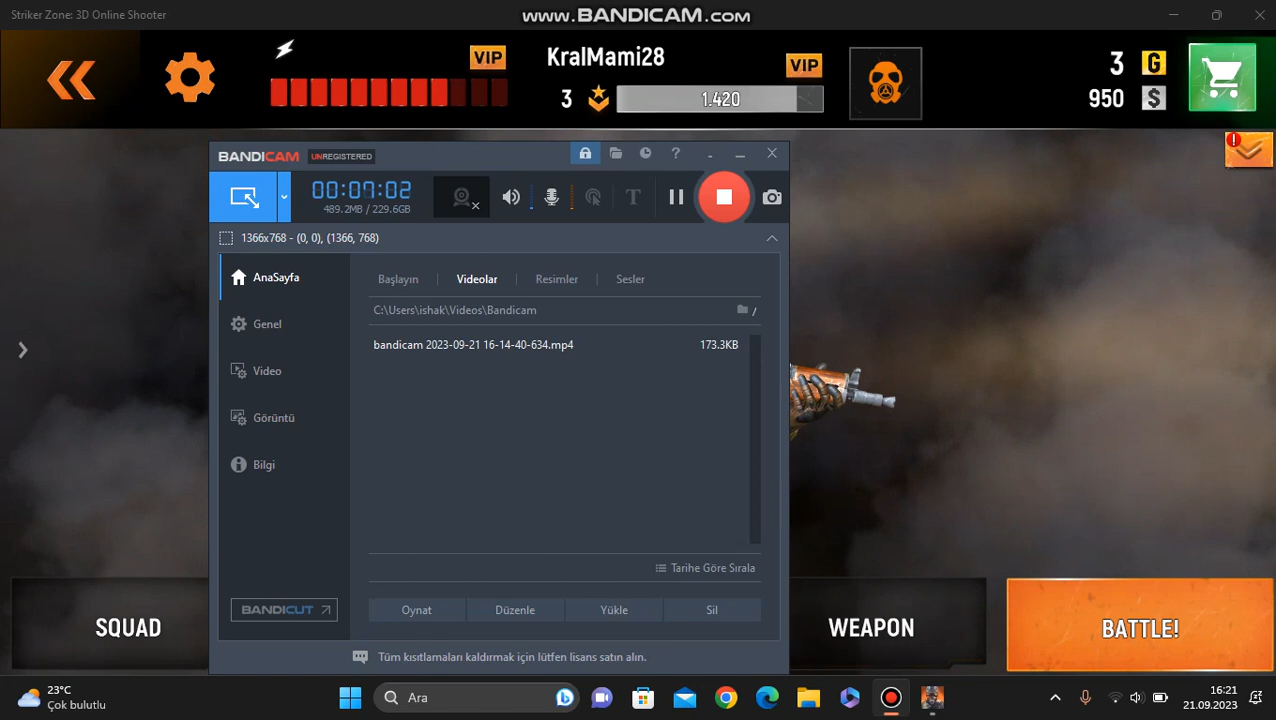 Striker Zone: 3D Online Shooter
www.BANDICAM.com
VIP
KralMami28
VIP
3
1.420
3 G
950 $
BANDICAM UNREGISTERED
?
00:07:02
489.2MB / 229.6GB
T
1366x768 - (0, 0), (1366, 768)
AnaSayfa
Genel
Video
Görüntü
Bilgi
BANDICUT
Başlayın
Videolar
Resimler
Sesler
C:\Users\ishak\Videos\Bandicam
/
bandicam 2023-09-21 16-14-40-634.mp4 173.3KB
Tarihe Göre Sırala
Oynat
Düzenle
Yükle
Sil
Tüm kısıtlamaları kaldırmak için lütfen lisans satın alın.
SQUAD
WEAPON
BATTLE!
23°C
Çok bulutlu
Ara
16:21
21.09.2023